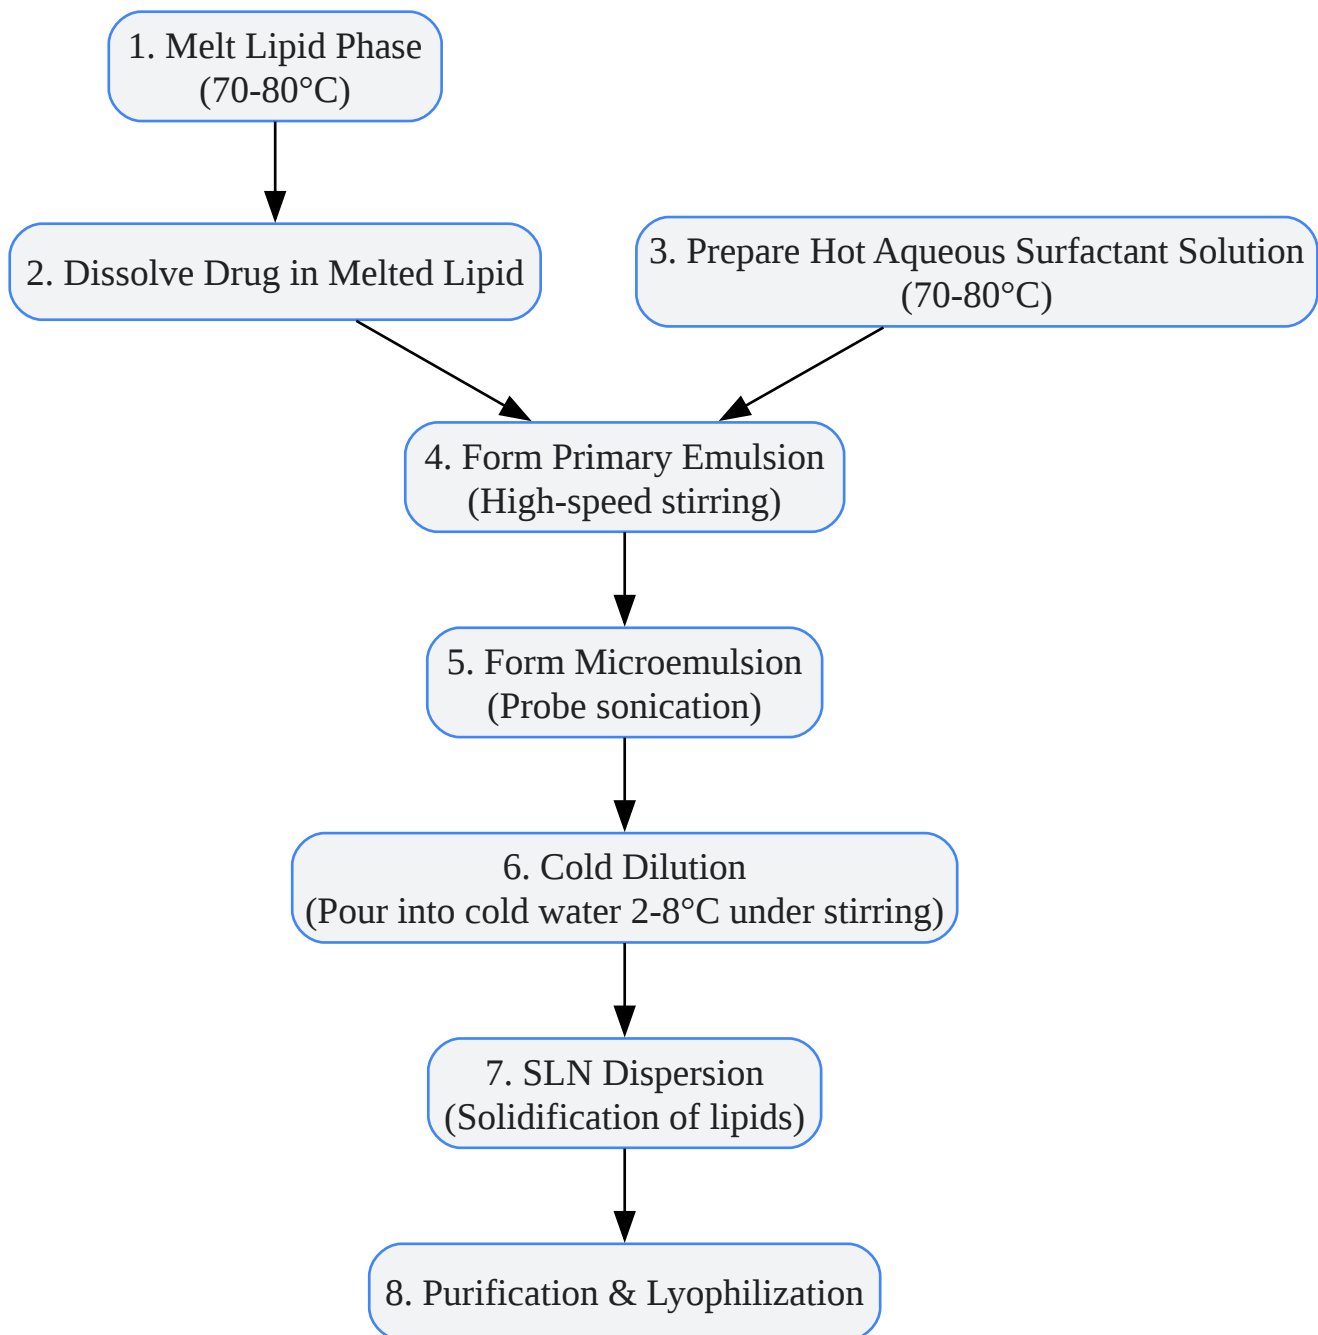 1. Melt Lipid Phase
(70-80°C)
2. Dissolve Drug in Melted Lipid
3. Prepare Hot Aqueous Surfactant Solution
(70-80°C)
4. Form Primary Emulsion
(High-speed stirring)
5. Form Microemulsion
(Probe sonication)
6. Cold Dilution
(Pour into cold water 2-8°C under stirring)
7. SLN Dispersion
(Solidification of lipids)
8. Purification & Lyophilization